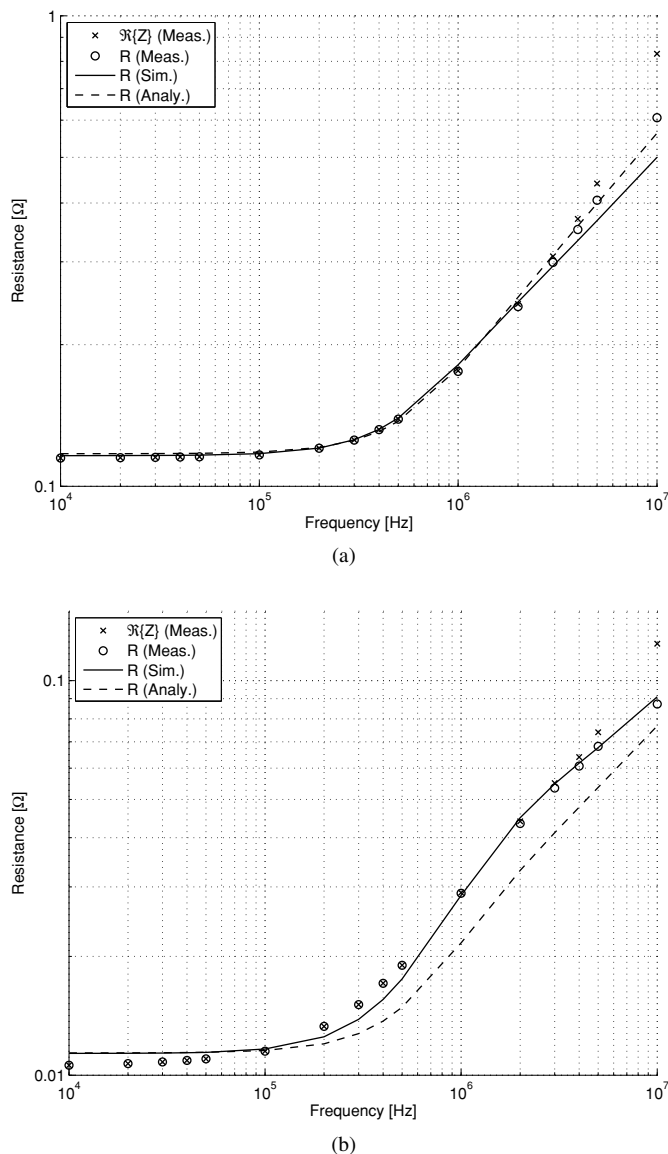 1
ℜ{Z} (Meas.)
R (Meas.)
R (Sim.)
R (Analy.)
Resistance [Ω]
0.1
10^4
10^5
10^6
10^7
Frequency [Hz]
(a)
ℜ{Z} (Meas.)
R (Meas.)
R (Sim.)
R (Analy.)
0.1
Resistance [Ω]
0.01
10^4
10^5
10^6
10^7
Frequency [Hz]
(b)